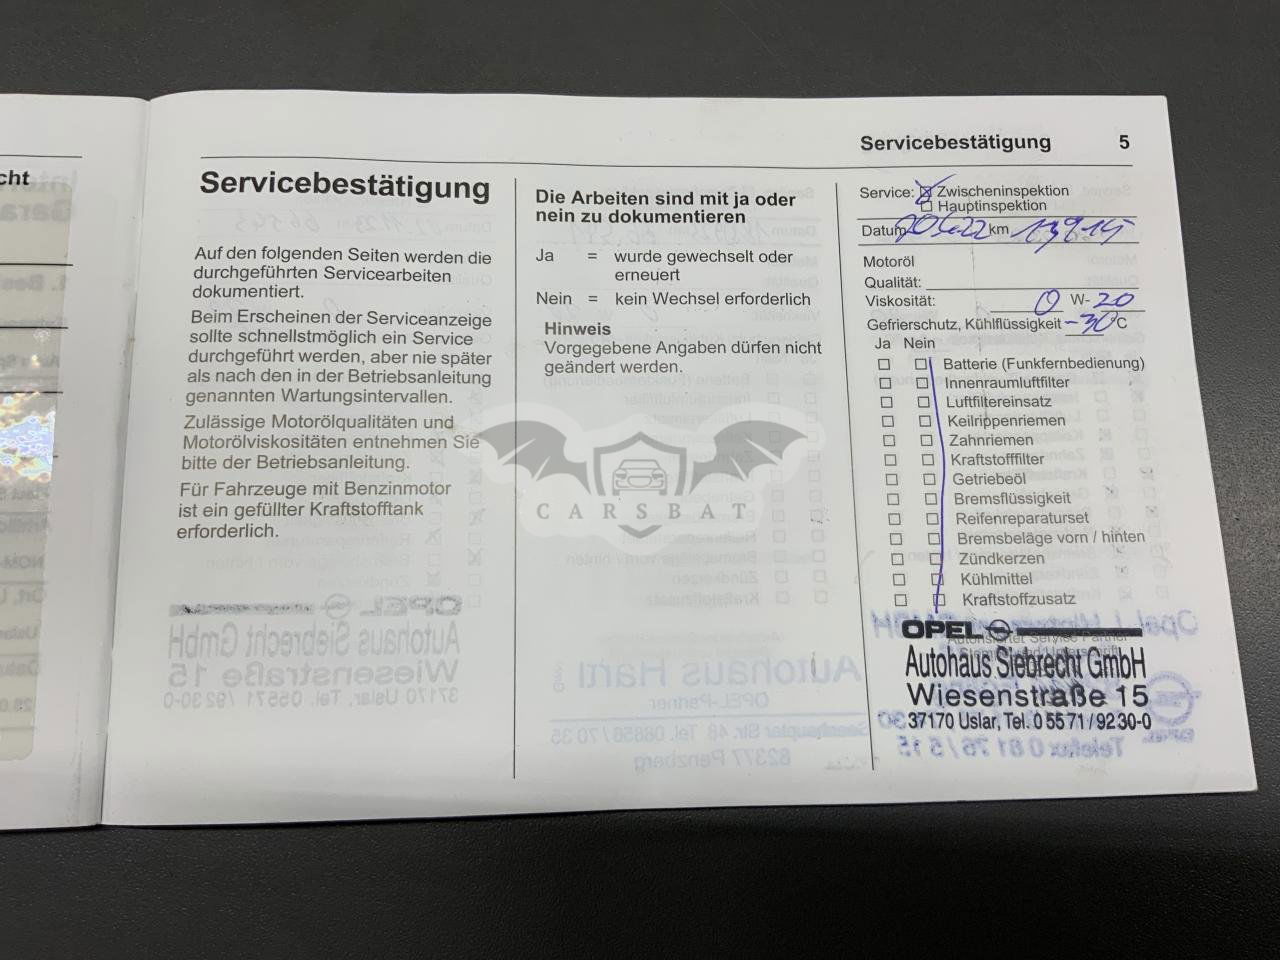 cht
Servicebestätigung 5
Servicebestätigung
Auf den folgenden Seiten werden die
durchgeführten Servicearbeiten
dokumentiert.
Beim Erscheinen der Serviceanzeige
sollte schnellstmöglich ein Service
durchgeführt werden, aber nie später
als nach den in der Betriebsanleitung
genannten Wartungsintervallen.
Zulässige Motorölqualitäten und
Motorölviskositäten entnehmen Sie
bitte der Betriebsanleitung.
Für Fahrzeuge mit Benzinmotor
ist ein gefüllter Kraftstofftank
erforderlich.
Die Arbeiten sind mit ja oder
nein zu dokumentieren
Ja = wurde gewechselt oder
erneuert
Nein = kein Wechsel erforderlich
Hinweis
Vorgegebene Angaben dürfen nicht
geändert werden.
CARSBAT
Service: Zwischeninspektion
Hauptinspektion
Datum km 13915
Motoröl
Qualität:
Viskosität: 0 W-20
Gefrierschutz, Kühlflüssigkeit -30°C
Ja Nein
Batterie (Funkfernbedienung)
Innenraumluftfilter
Luftfiltereinsatz
Keilrippenriemen
Zahnriemen
Kraftstofffilter
Getriebeöl
Bremsflüssigkeit
Reifenreparaturset
Bremsbeläge vorn / hinten
Zündkerzen
Kühlmittel
Kraftstoffzusatz
OPEL
Autorisierter Service Partner
Autohaus Siebrecht GmbH
Wiesenstraße 15
37170 Uslar, Tel. 0 55 71 / 92 30-0